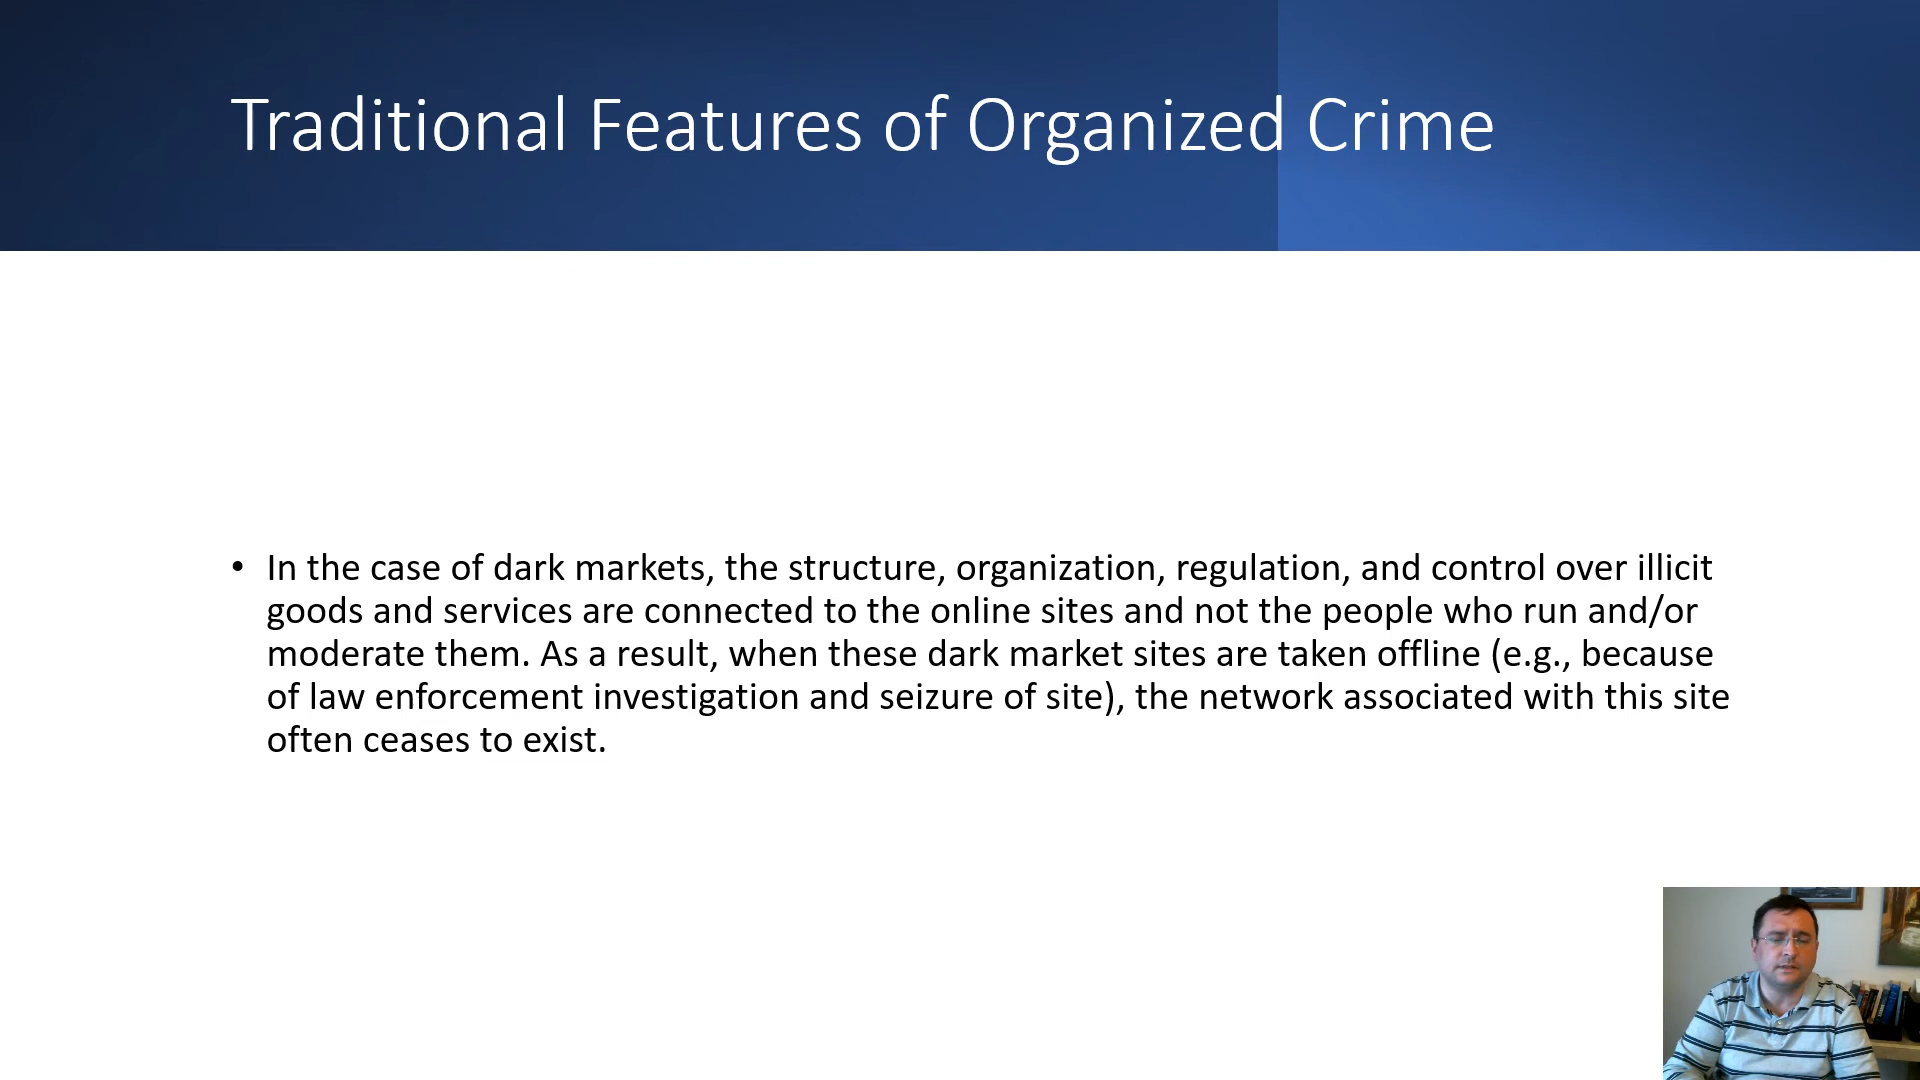 Traditional Features of Organized Crime
• In the case of dark markets, the structure, organization, regulation, and control over illicit
goods and services are connected to the online sites and not the people who run and/or
moderate them. As a result, when these dark market sites are taken offline (e.g., because
of law enforcement investigation and seizure of site), the network associated with this site
often ceases to exist.